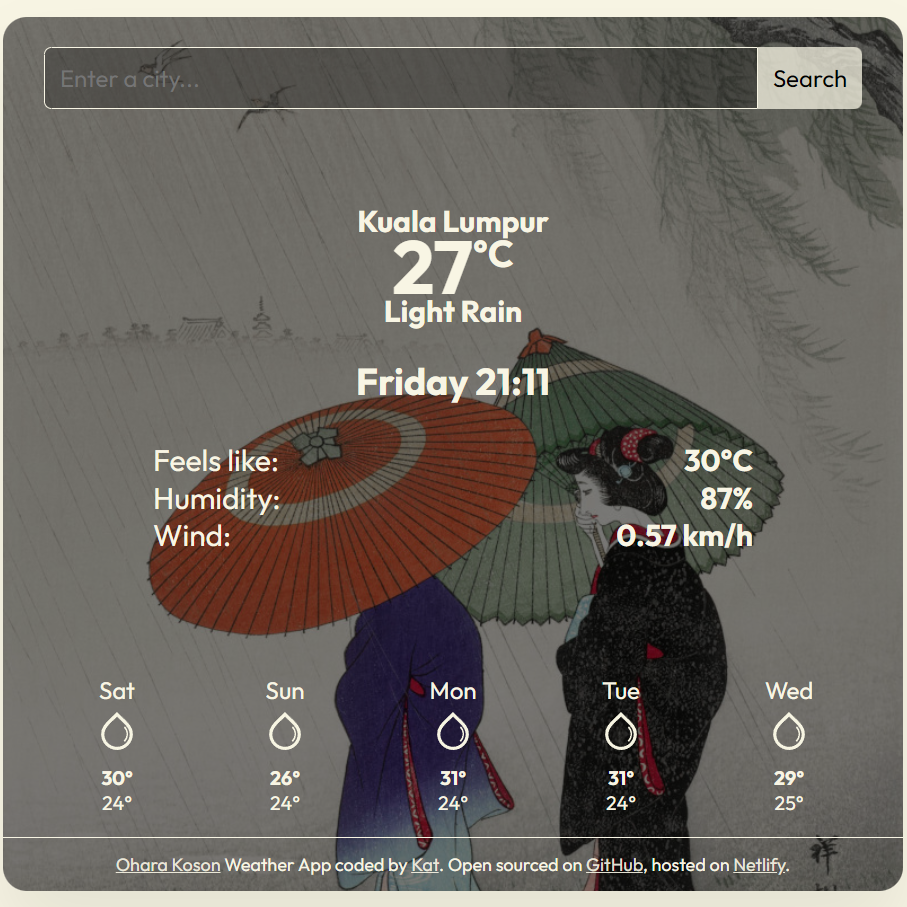 Enter a city...
Search
Kuala Lumpur
27°C
Light Rain
Friday 21:11
Feels like: 30°C
Humidity: 87%
Wind: 0.57 km/h
Sat Sun Mon Tue Wed
30° 26° 31° 31° 29°
24° 24° 24° 24° 25°
祥
Ohara Koson Weather App coded by Kat. Open sourced on GitHub, hosted on Netlify.